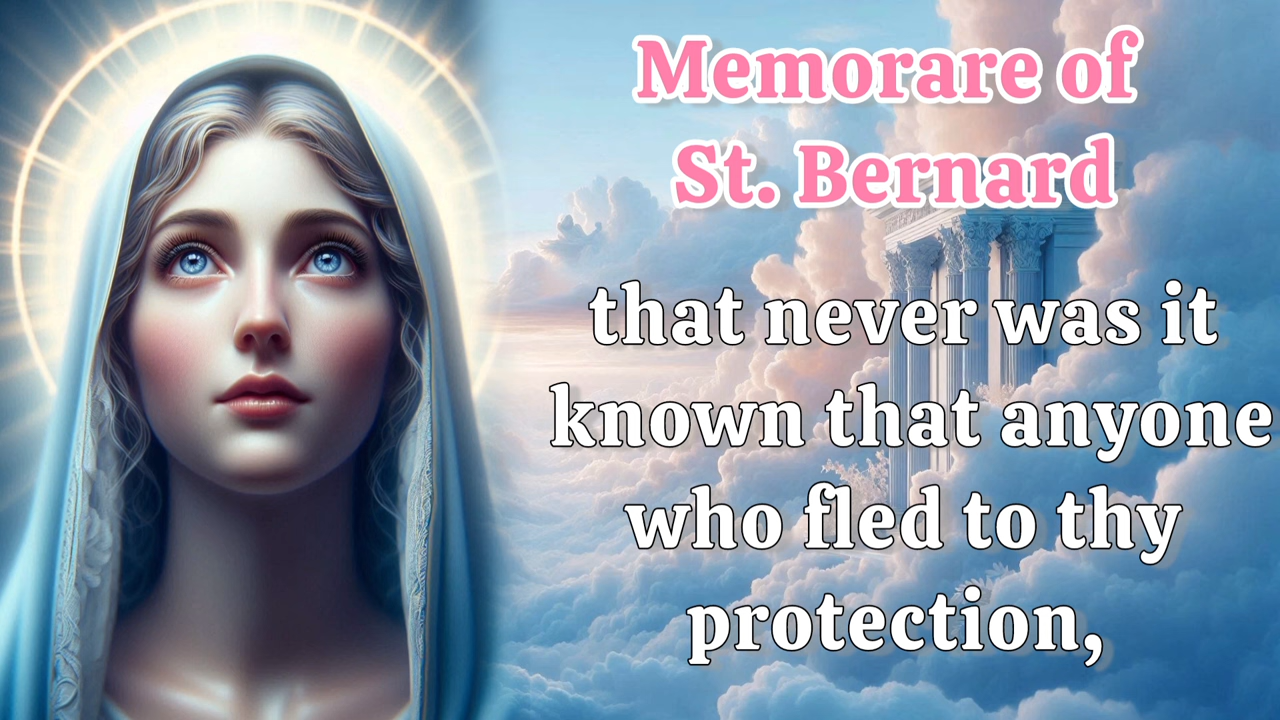 Memorare of
St. Bernard
that never was it
known that anyone
who fled to thy
protection,